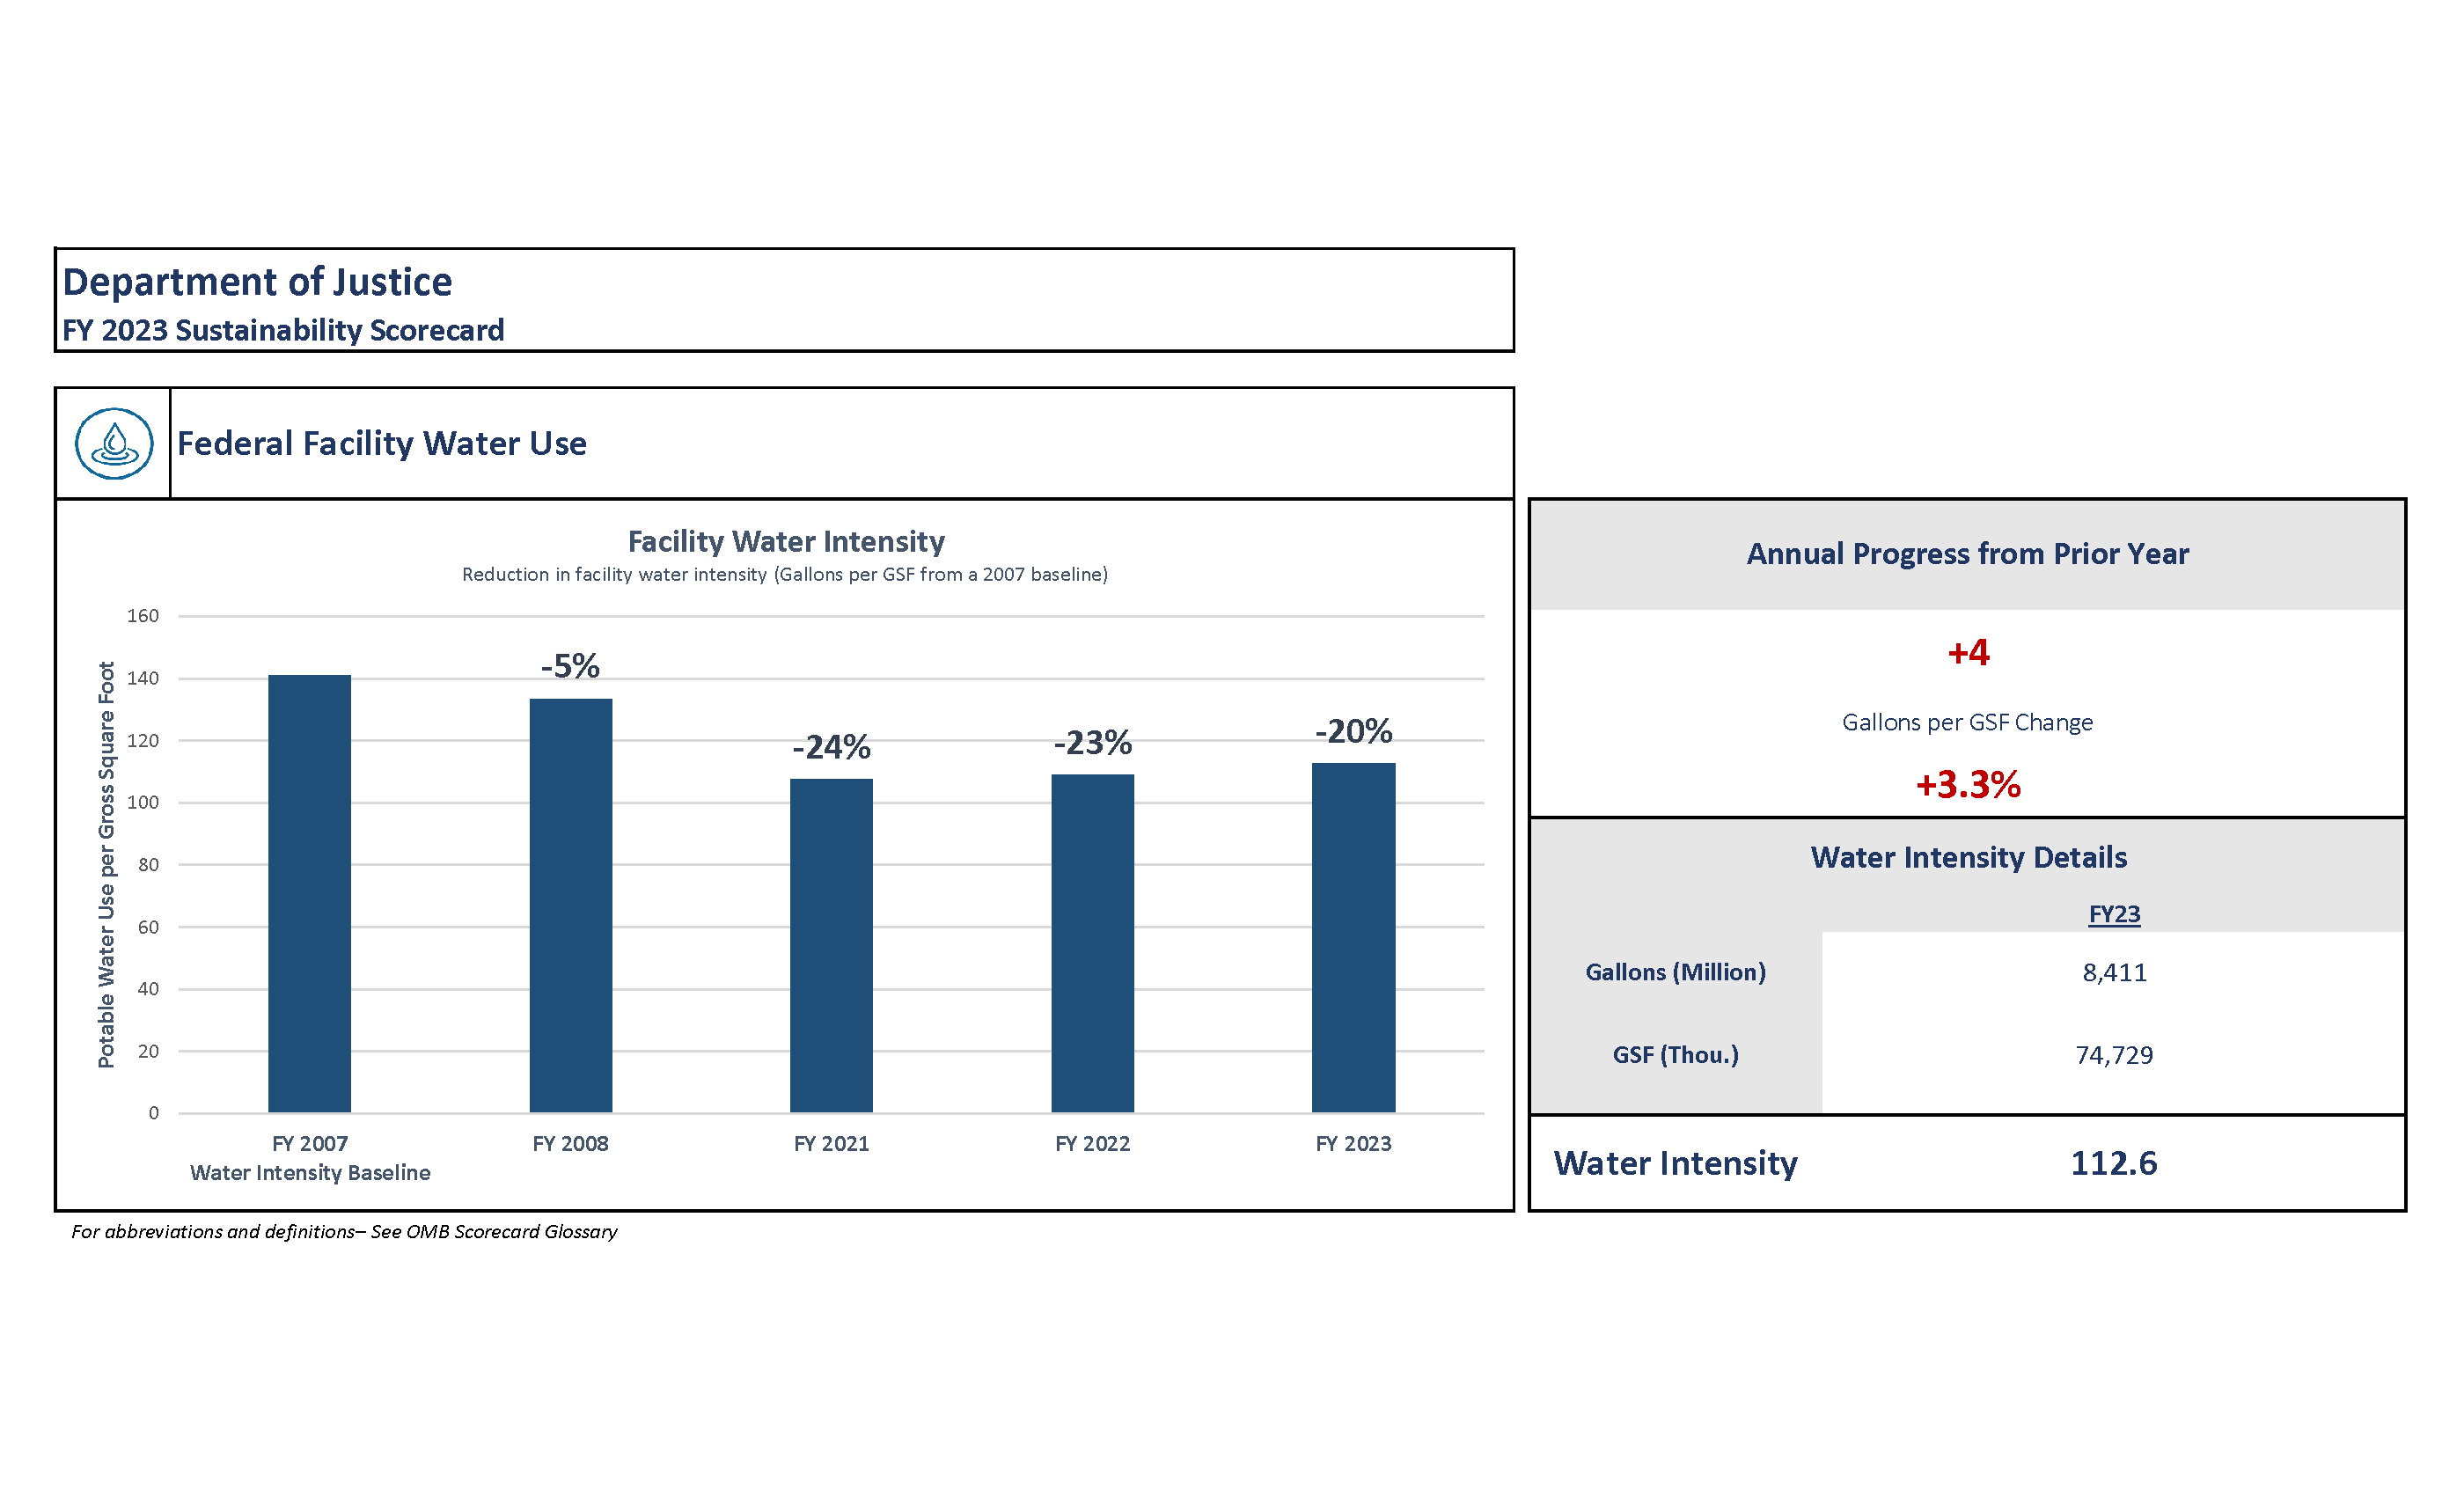 Department of Justice
FY 2023 Sustainability Scorecard
Federal Facility Water Use
Facility Water Intensity
Reduction in facility water intensity (Gallons per GSF from a 2007 baseline)
Potable Water Use per Gross Square Foot
160
140
120
100
80
60
40
20
0
-5%
-24%
-23%
-20%
FY 2007
Water Intensity Baseline
FY 2008
FY 2021
FY 2022
FY 2023
For abbreviations and definitions– See OMB Scorecard Glossary
Annual Progress from Prior Year
+4
Gallons per GSF Change
+3.3%
Water Intensity Details
FY23
Gallons (Million) 8,411
GSF (Thou.) 74,729
Water Intensity 112.6